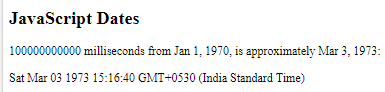 JavaScript Dates
100000000000 milliseconds from Jan 1, 1970, is approximately Mar 3, 1973:
Sat Mar 03 1973 15:16:40 GMT+0530 (India Standard Time)